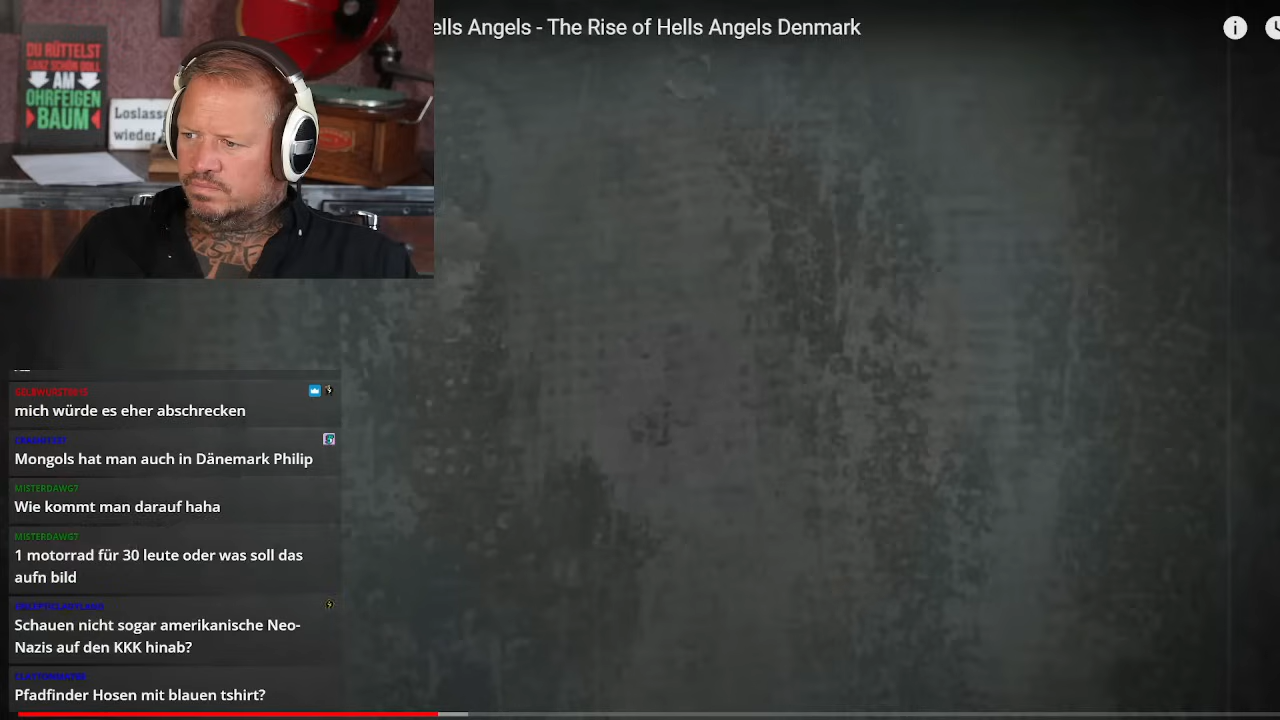 ells Angels - The Rise of Hells Angels Denmark
DU RÜTTELST
GANZ SCHÖN DOLL
AM
OHRFEIGEN
BAUM
Loslass
wieder
mich würde es eher abschrecken
Mongols hat man auch in Dänemark Philip
MISTERDAWG7
Wie kommt man darauf haha
MISTERDAWG7
1 motorrad für 30 leute oder was soll das
aufn bild
Schauen nicht sogar amerikanische Neo-
Nazis auf den KKK hinab?
Pfadfinder Hosen mit blauen tshirt?